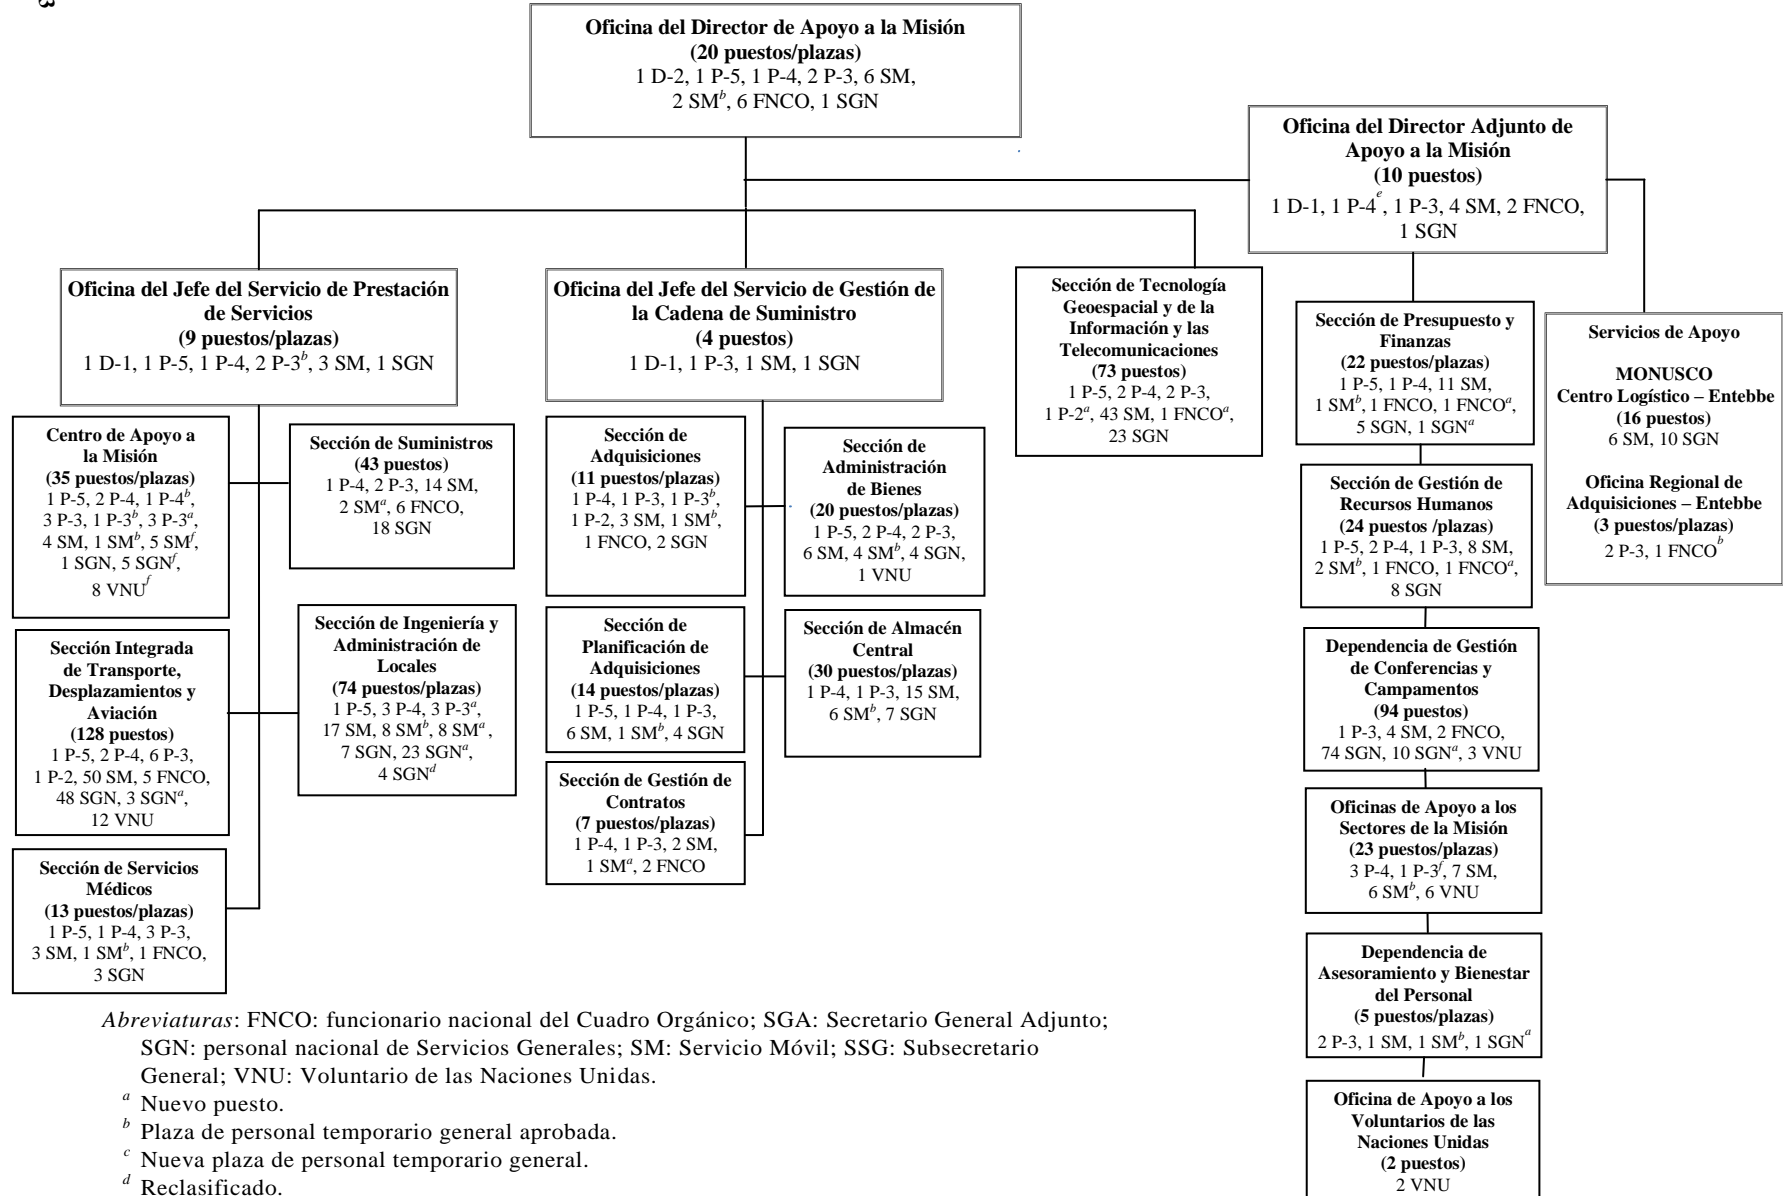 3
Oficina del Director de Apoyo a la Misión
(20 puestos/plazas)
1 D-2, 1 P-5, 1 P-4, 2 P-3, 6 SM,
2 SMᵇ, 6 FNCO, 1 SGN
Oficina del Director Adjunto de
Apoyo a la Misión
(10 puestos)
1 D-1, 1 P-4ᵉ, 1 P-3, 4 SM, 2 FNCO,
1 SGN
Oficina del Jefe del Servicio de Prestación
de Servicios
(9 puestos/plazas)
1 D-1, 1 P-5, 1 P-4, 2 P-3ᵇ, 3 SM, 1 SGN
Oficina del Jefe del Servicio de Gestión de
la Cadena de Suministro
(4 puestos)
1 D-1, 1 P-3, 1 SM, 1 SGN
Sección de Tecnología
Geoespacial y de la
Información y las
Telecomunicaciones
(73 puestos)
1 P-5, 2 P-4, 2 P-3,
1 P-2ᵃ, 43 SM, 1 FNCOᵃ,
23 SGN
Sección de Presupuesto y
Finanzas
(22 puestos/plazas)
1 P-5, 1 P-4, 11 SM,
1 SMᵇ, 1 FNCO, 1 FNCOᵃ,
5 SGN, 1 SGNᵃ
Servicios de Apoyo
MONUSCO
Centro Logístico – Entebbe
(16 puestos)
6 SM, 10 SGN
Oficina Regional de
Adquisiciones – Entebbe
(3 puestos/plazas)
2 P-3, 1 FNCOᵇ
Centro de Apoyo a
la Misión
(35 puestos/plazas)
1 P-5, 2 P-4, 1 P-4ᵇ,
3 P-3, 1 P-3ᵇ, 3 P-3ᵃ,
4 SM, 1 SMᵇ, 5 SMᶠ,
1 SGN, 5 SGNᶠ,
8 VNUᶠ
Sección de Suministros
(43 puestos)
1 P-4, 2 P-3, 14 SM,
2 SMᵃ, 6 FNCO,
18 SGN
Sección de
Adquisiciones
(11 puestos/plazas)
1 P-4, 1 P-3, 1 P-3ᵇ,
1 P-2, 3 SM, 1 SMᵇ,
1 FNCO, 2 SGN
Sección de
Administración
de Bienes
(20 puestos/plazas)
1 P-5, 2 P-4, 2 P-3,
6 SM, 4 SMᵇ, 4 SGN,
1 VNU
Sección de Gestión de
Recursos Humanos
(24 puestos /plazas)
1 P-5, 2 P-4, 1 P-3, 8 SM,
2 SMᵇ, 1 FNCO, 1 FNCOᵃ,
8 SGN
Sección Integrada
de Transporte,
Desplazamientos y
Aviación
(128 puestos)
1 P-5, 2 P-4, 6 P-3,
1 P-2, 50 SM, 5 FNCO,
48 SGN, 3 SGNᵃ,
12 VNU
Sección de Ingeniería y
Administración de
Locales
(74 puestos/plazas)
1 P-5, 3 P-4, 3 P-3ᵃ,
17 SM, 8 SMᵇ, 8 SMᵃ,
7 SGN, 23 SGNᵃ,
4 SGNᵈ
Sección de
Planificación de
Adquisiciones
(14 puestos/plazas)
1 P-5, 1 P-4, 1 P-3,
6 SM, 1 SMᵇ, 4 SGN
Sección de Almacén
Central
(30 puestos/plazas)
1 P-4, 1 P-3, 15 SM,
6 SMᵇ, 7 SGN
Dependencia de Gestión
de Conferencias y
Campamentos
(94 puestos)
1 P-3, 4 SM, 2 FNCO,
74 SGN, 10 SGNᵃ, 3 VNU
Sección de Gestión de
Contratos
(7 puestos/plazas)
1 P-4, 1 P-3, 2 SM,
1 SMᵃ, 2 FNCO
Oficinas de Apoyo a los
Sectores de la Misión
(23 puestos/plazas)
3 P-4, 1 P-3ᶠ, 7 SM,
6 SMᵇ, 6 VNU
Sección de Servicios
Médicos
(13 puestos/plazas)
1 P-5, 1 P-4, 3 P-3,
3 SM, 1 SMᵇ, 1 FNCO,
3 SGN
Dependencia de
Asesoramiento y Bienestar
del Personal
(5 puestos/plazas)
2 P-3, 1 SM, 1 SMᵇ, 1 SGNᵃ
Oficina de Apoyo a los
Voluntarios de las
Naciones Unidas
(2 puestos)
2 VNU
Abreviaturas: FNCO: funcionario nacional del Cuadro Orgánico; SGA: Secretario General Adjunto;
SGN: personal nacional de Servicios Generales; SM: Servicio Móvil; SSG: Subsecretario
General; VNU: Voluntario de las Naciones Unidas.
ᵃ Nuevo puesto.
ᵇ Plaza de personal temporario general aprobada.
ᶜ Nueva plaza de personal temporario general.
ᵈ Reclasificado.